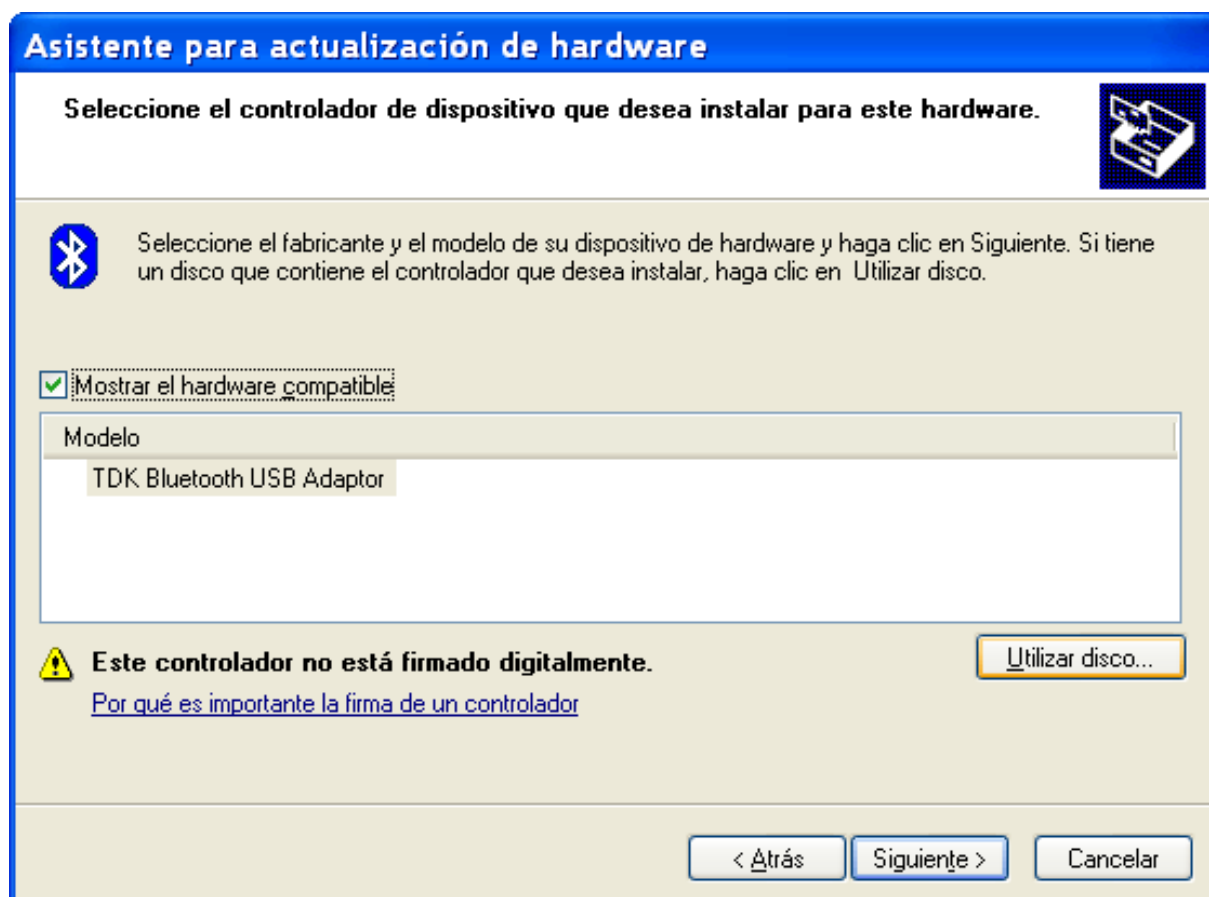 Asistente para actualización de hardware
Seleccione el controlador de dispositivo que desea instalar para este hardware.
Seleccione el fabricante y el modelo de su dispositivo de hardware y haga clic en Siguiente. Si tiene
un disco que contiene el controlador que desea instalar, haga clic en  Utilizar disco.
Mostrar el hardware compatible
Modelo
TDK Bluetooth USB Adaptor
Este controlador no está firmado digitalmente.
Utilizar disco...
Por qué es importante la firma de un controlador
< Atrás
Siguiente >
Cancelar